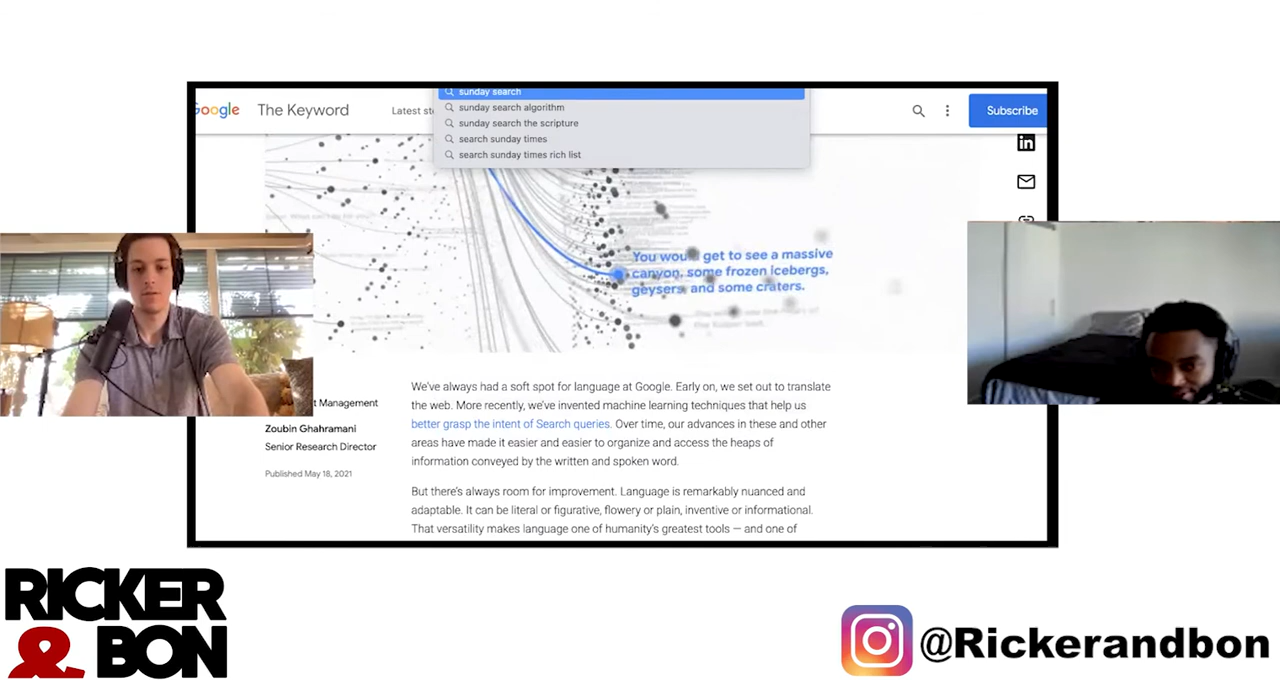 sunday search
Google
The Keyword
Latest st
sunday search algorithm
Subscribe
sunday search the scripture
search sunday times
search sunday times rich list
You would get to see a massive
canyon, some frozen icebergs,
geysers, and some craters.
We've always had a soft spot for language at Google. Early on, we set out to translate
the web. More recently, we've invented machine learning techniques that help us
better grasp the intent of Search queries. Over time, our advances in these and other
areas have made it easier and easier to organize and access the heaps of
information conveyed by the written and spoken word.
But there's always room for improvement. Language is remarkably nuanced and
adaptable. It can be literal or figurative, flowery or plain, inventive or informational.
That versatility makes language one of humanity's greatest tools — and one of
t Management
Zoubin Ghahramani
Senior Research Director
Published May 18, 2021
RICKER
& BON
@Rickerandbon